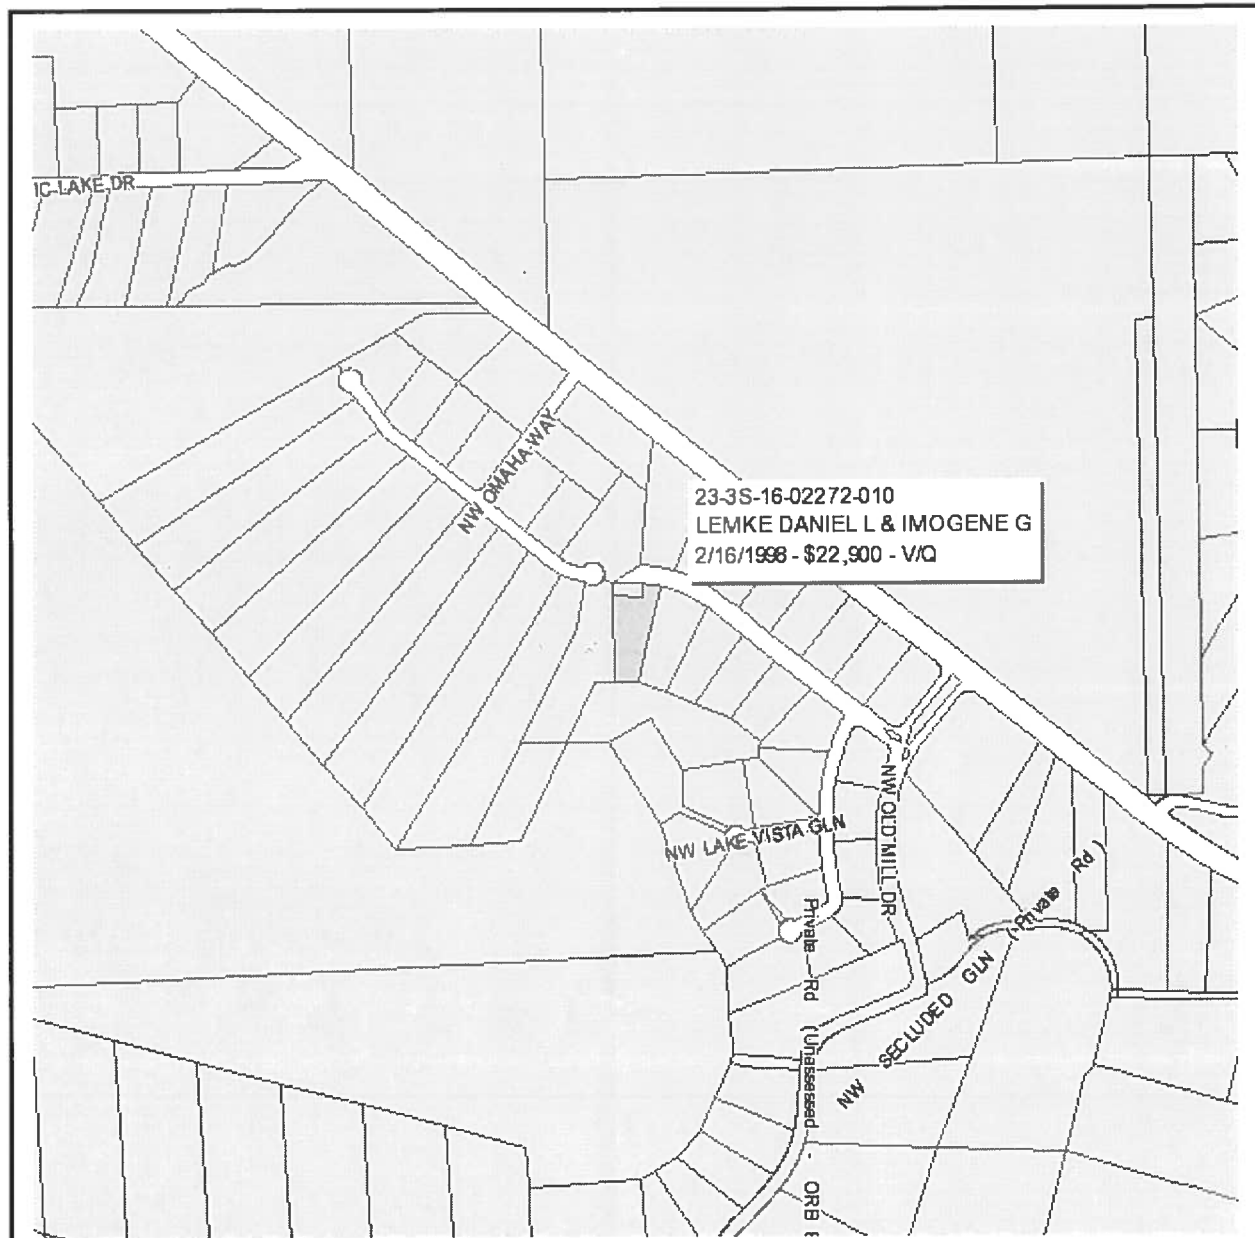 IC-LAKE DR
NW OMAHA WAY
23-3S-16-02272-010
LEMKE DANIEL L & IMOGENE G
2/16/1998 - $22,900 - V/Q
NW OLD MILL DR
NW LAKE-VISTA GLN
NW SECLUDED GLN (Private Rd )
Private Rd (Unassessed - ORB